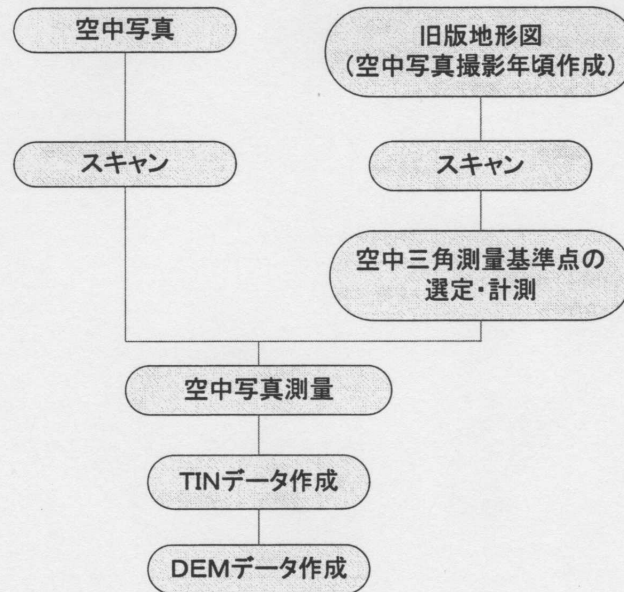 空中写真
旧版地形図
（空中写真撮影年頃作成）
スキャン
スキャン
空中三角測量基準点の
選定・計測
空中写真測量
TINデータ作成
DEMデータ作成